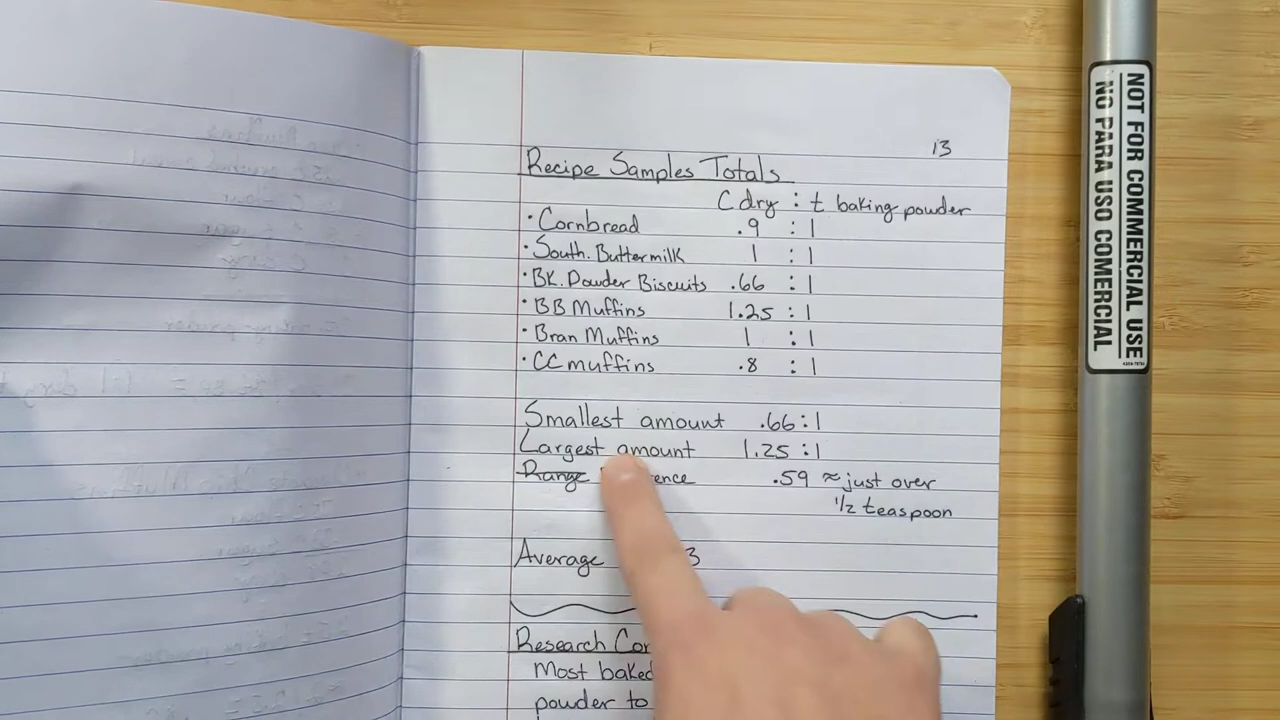 13
Recipe Samples Totals
C dry : t baking powder
· Cornbread .9 : 1
· South. Buttermilk 1 : 1
· BK. Powder Biscuits .66 : 1
· BB Muffins 1.25 : 1
· Bran Muffins 1 : 1
· CC muffins .8 : 1
Smallest amount .66 : 1
Largest amount 1.25 : 1
Range .59 ≈ just over
1/2 teaspoon
Average
Research
Most baked
powder to
NOT FOR COMMERCIAL USE
NO PARA USO COMERCIAL